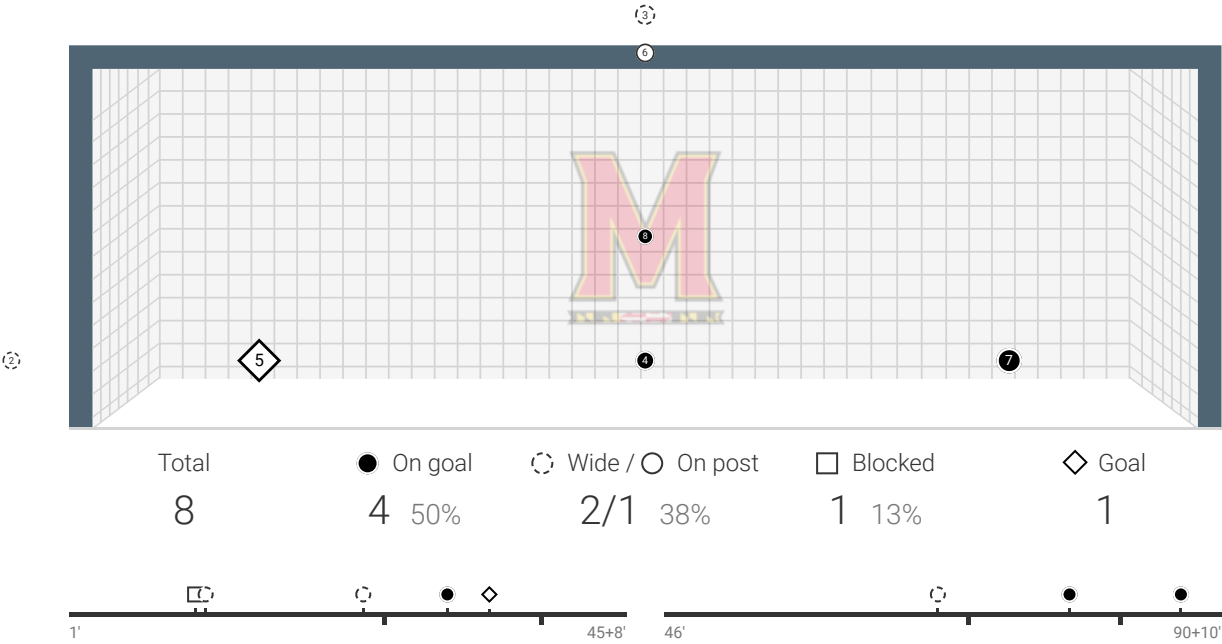 3
6
M
8
2
5
4
7
Total
On goal
Wide / On post
Blocked
Goal
8
4 50%
2/1 38%
1 13%
1
1'
45+8'
46'
90+10'